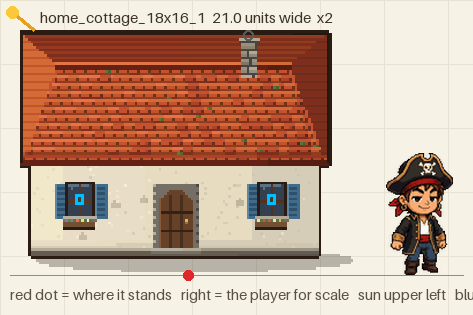 home_cottage_18x16_1 21.0 units wide x2
red dot = where it stands right = the player for scale sun upper left blu